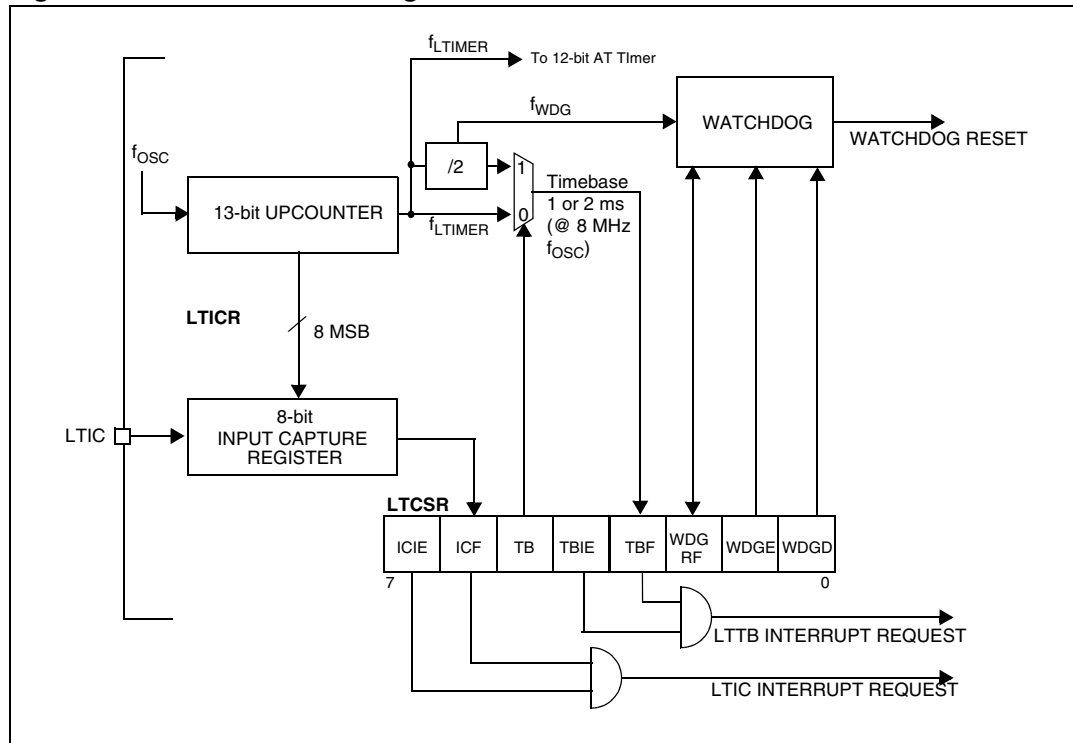 fLTIMER
To 12-bit AT TImer
fWDG
WATCHDOG
WATCHDOG RESET
fOSC
/2
1
Timebase
1 or 2 ms
(@ 8 MHz
fOSC)
13-bit UPCOUNTER
0
fLTIMER
LTICR
8 MSB
LTIC
8-bit
INPUT CAPTURE
REGISTER
LTCSR
ICIE
ICF
TB
TBIE
TBF
WDG
RF
WDGE
WDGD
7
0
LTTB INTERRUPT REQUEST
LTIC INTERRUPT REQUEST